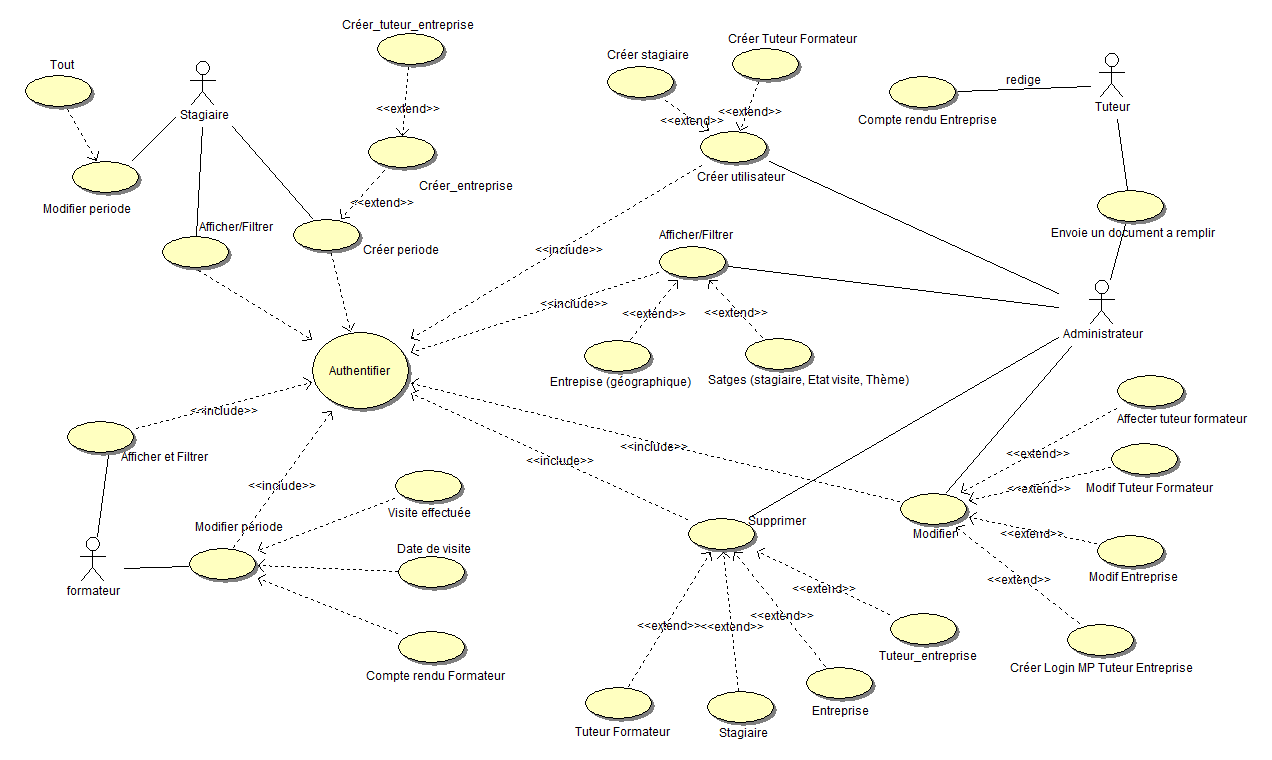 Créer_tuteur_entreprise
Tout
Stagiaire
<<extend>>
Créer_entreprise
Modifier periode
<<extend>>
Afficher/Filtrer
Créer periode
Créer stagiaire
Créer Tuteur Formateur
<<extend>>
<<extend>>
Créer utilisateur
redige
Compte rendu Entreprise
Tuteur
Envoie un document a remplir
<<include>>
Afficher/Filtrer
<<include>>
<<extend>>
<<extend>>
Administrateur
Entrepise (géographique)
Satges (stagiaire, Etat visite, Thème)
Authentifier
<<include>>
Afficher et Filtrer
<<include>>
Modifier période
Visite effectuée
Date de visite
formateur
Compte rendu Formateur
<<include>>
<<include>>
Affecter tuteur formateur
<<extend>>
Modif Tuteur Formateur
<<extend>>
Supprimer
Modifier
<<extend>>
Modif Entreprise
<<extend>>
Créer Login MP Tuteur Entreprise
<<extend>>
<<extend>>
<<extend>>
<<extend>>
Tuteur_entreprise
Entreprise
Tuteur Formateur
Stagiaire